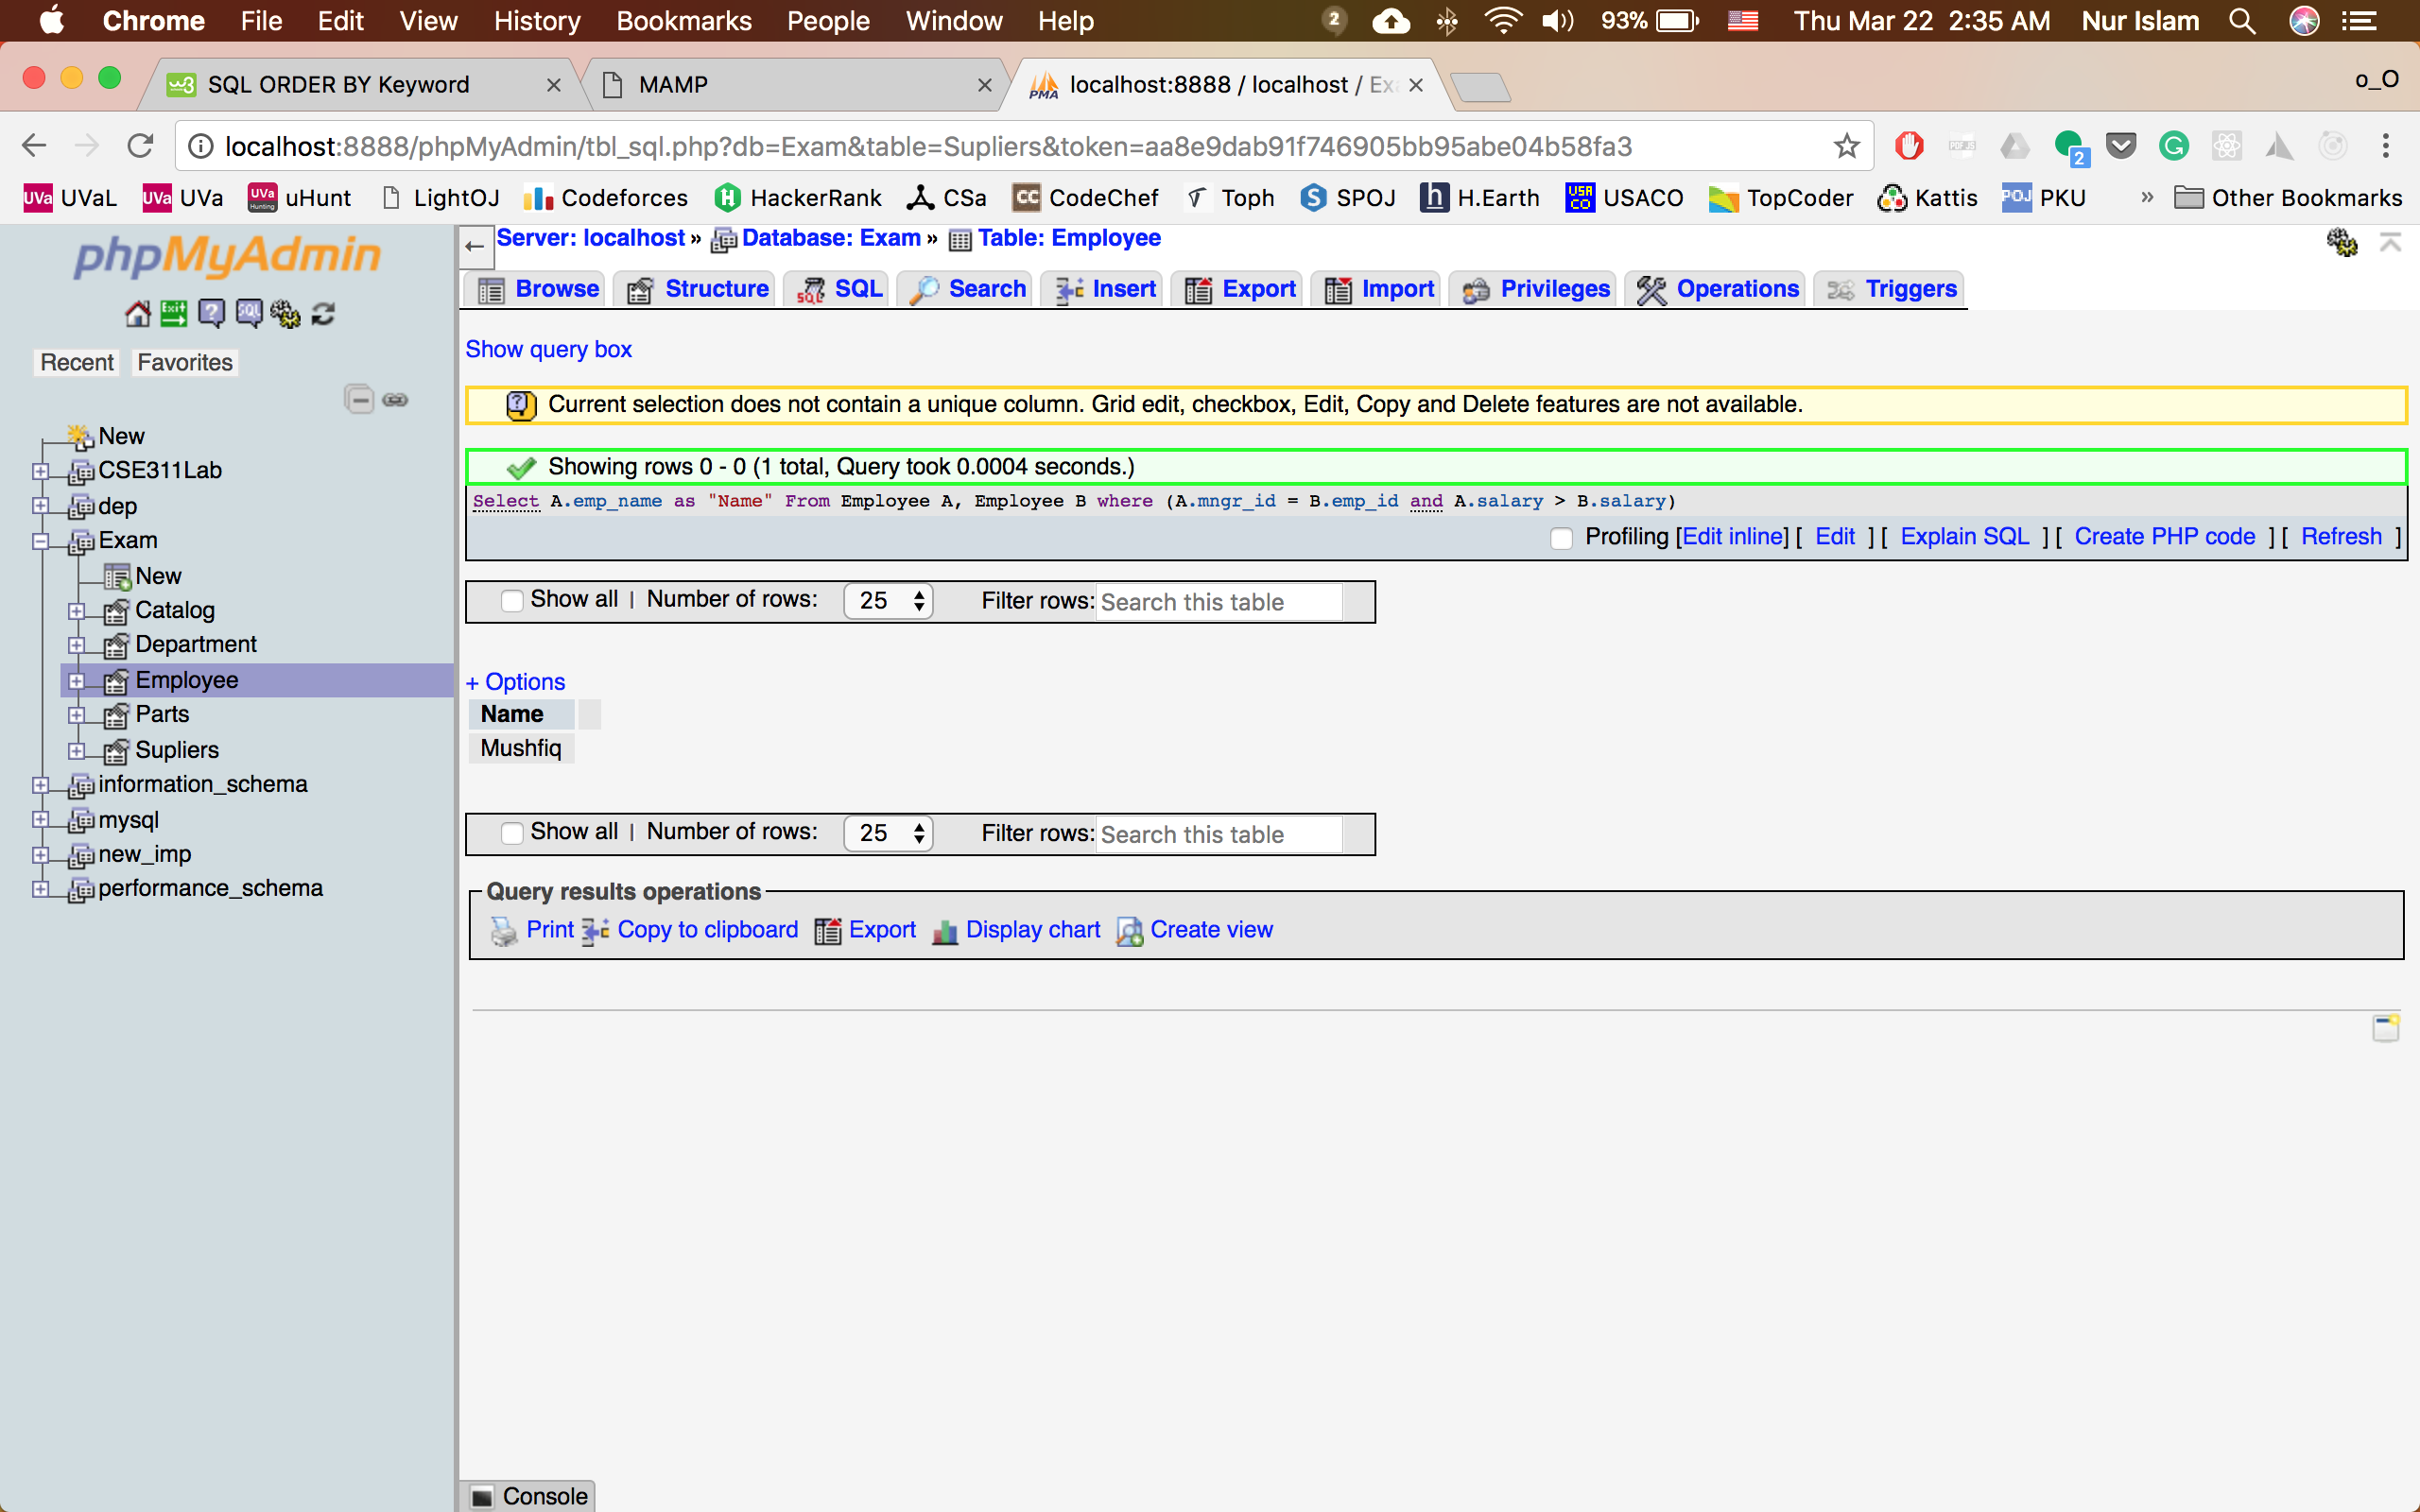 Chrome File Edit View History Bookmarks People Window Help 2 93% Thu Mar 22 2:35 AM Nur Islam
SQL ORDER BY Keyword MAMP localhost:8888 / localhost / Ex o_O
localhost:8888/phpMyAdmin/tbl_sql.php?db=Exam&table=Supliers&token=aa8e9dab91f746905bb95abe04b58fa3 2
UVaL UVa uHunt LightOJ Codeforces HackerRank CSa CodeChef Toph SPOJ H.Earth USACO TopCoder Kattis PKU » Other Bookmarks
phpMyAdmin
Recent Favorites
New
CSE311Lab
dep
Exam
New
Catalog
Department
Employee
Parts
Supliers
information_schema
mysql
new_imp
performance_schema
Server: localhost » Database: Exam » Table: Employee
Browse Structure SQL Search Insert Export Import Privileges Operations Triggers
Show query box
Current selection does not contain a unique column. Grid edit, checkbox, Edit, Copy and Delete features are not available.
Showing rows 0 - 0 (1 total, Query took 0.0004 seconds.)
Select A.emp_name as "Name" From Employee A, Employee B where (A.mngr_id = B.emp_id and A.salary > B.salary)
Profiling [Edit inline] [ Edit ] [ Explain SQL ] [ Create PHP code ] [ Refresh ]
Show all | Number of rows: 25 Filter rows: Search this table
+ Options
Name
Mushfiq
Show all | Number of rows: 25 Filter rows: Search this table
Query results operations
Print Copy to clipboard Export Display chart Create view
Console